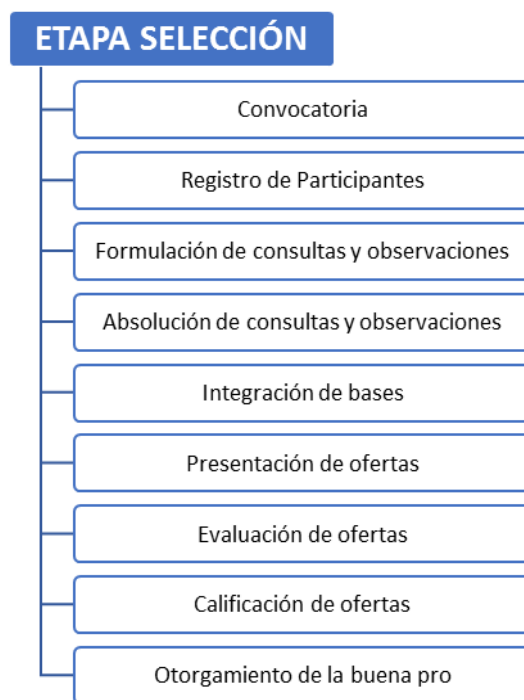 ETAPA SELECCIÓN
Convocatoria
Registro de Participantes
Formulación de consultas y observaciones
Absolución de consultas y observaciones
Integración de bases
Presentación de ofertas
Evaluación de ofertas
Calificación de ofertas
Otorgamiento de la buena pro